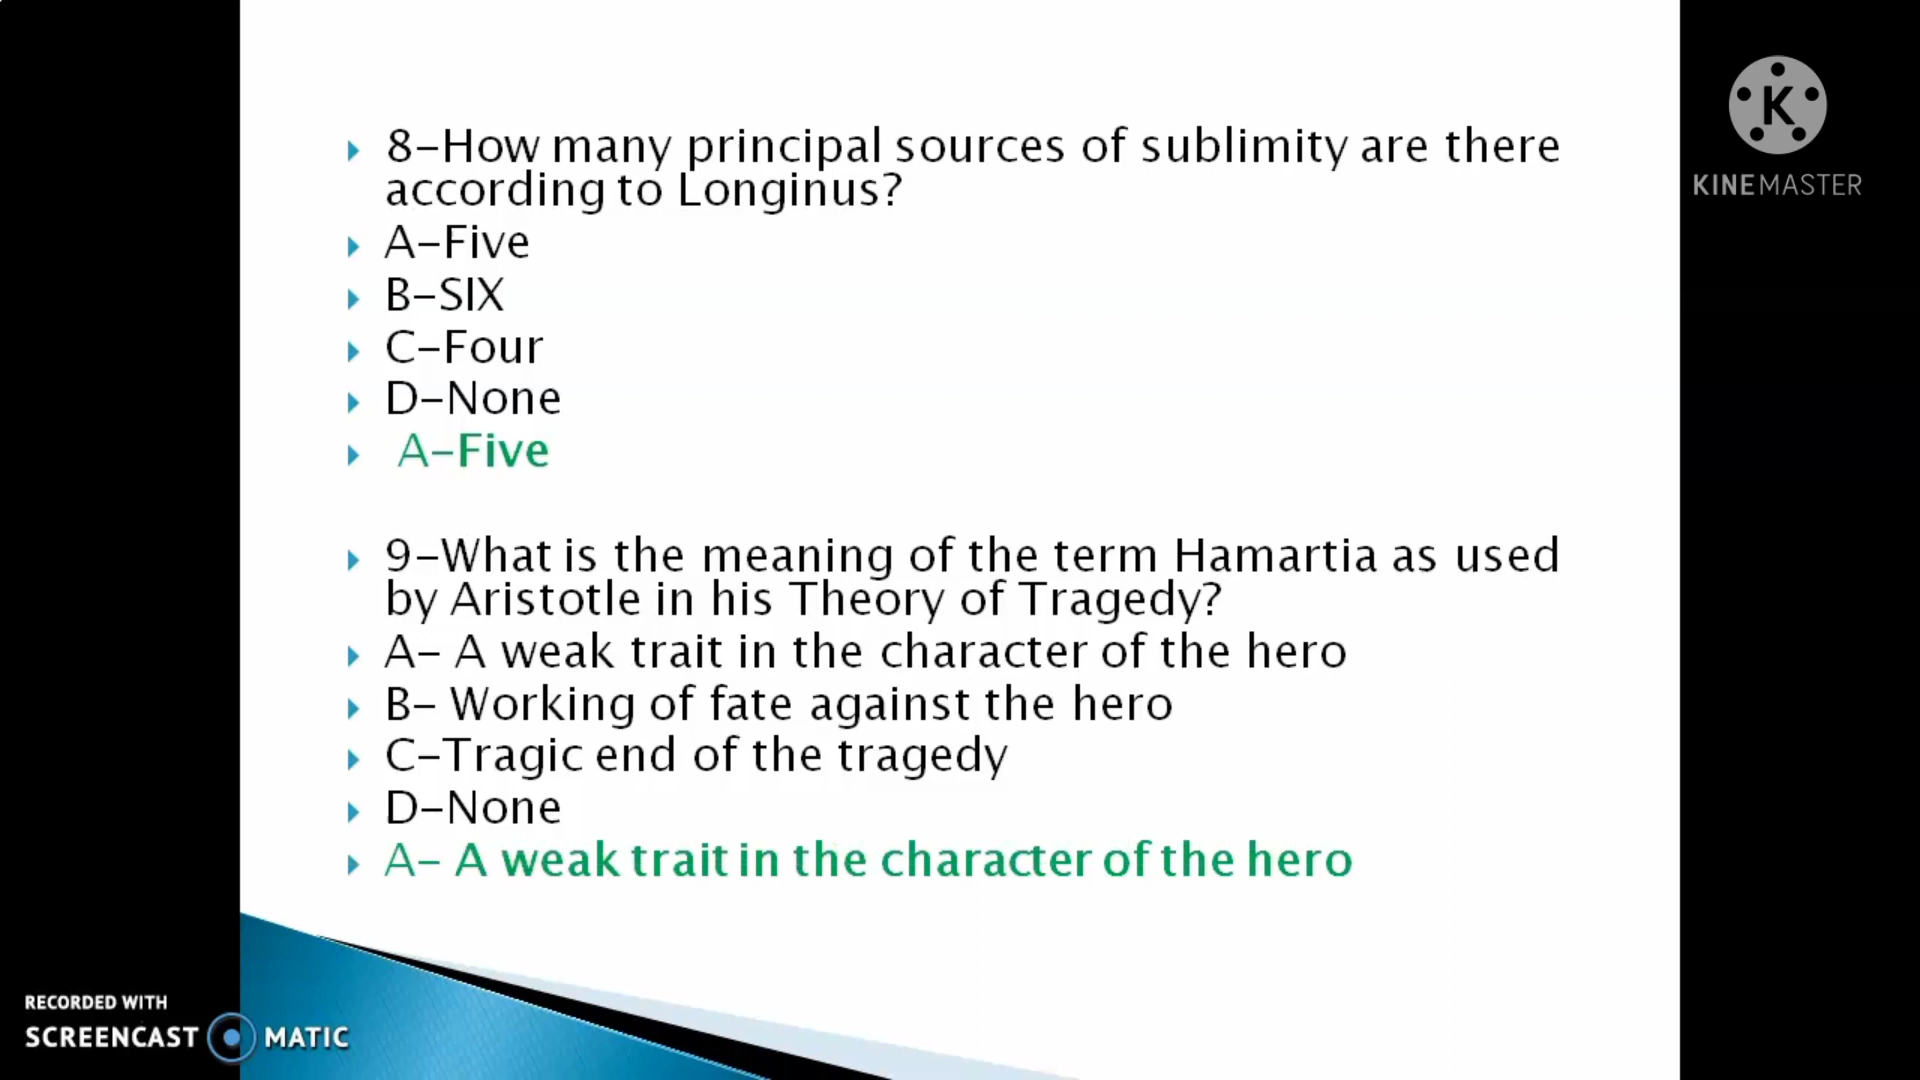 8-How many principal sources of sublimity are there
according to Longinus?
A-Five
B-SIX
C-Four
D-None
A-Five
9-What is the meaning of the term Hamartia as used
by Aristotle in his Theory of Tragedy?
A- A weak trait in the character of the hero
B- Working of fate against the hero
C-Tragic end of the tragedy
D-None
A- A weak trait in the character of the hero
K
KINEMASTER
RECORDED WITH
SCREENCAST MATIC